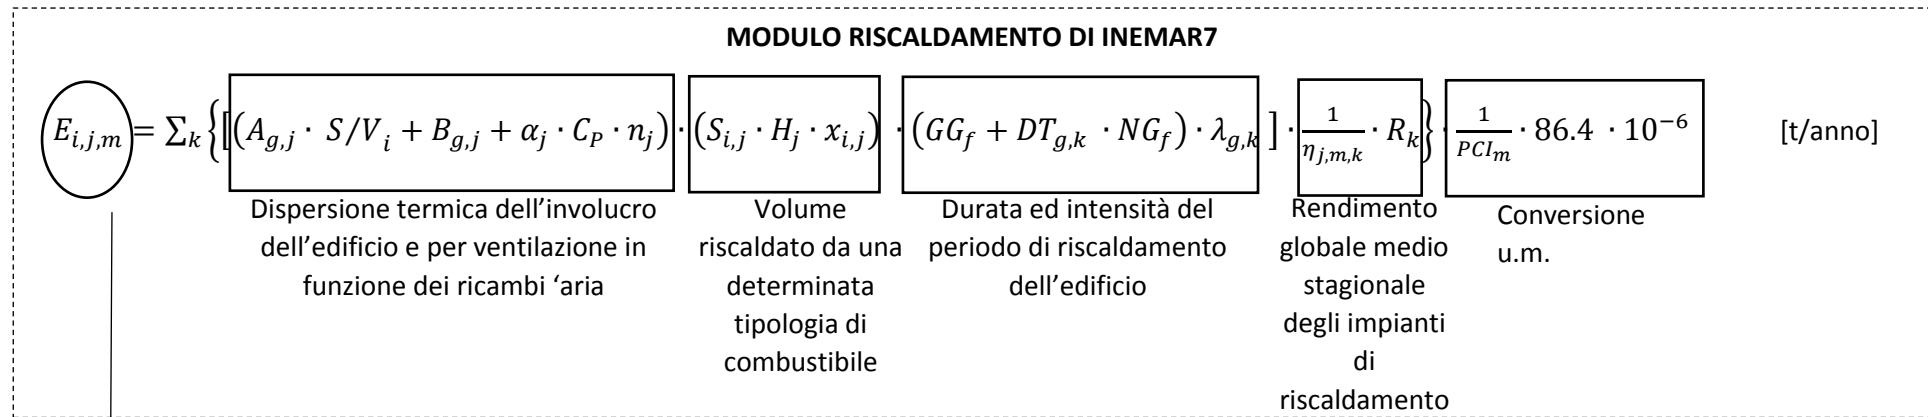 MODULO RISCALDAMENTO DI INEMAR7
E_{i,j,m} = ∑_k {[(A_{g,j} · S/V_i + B_{g,j} + α_j · C_P · n_j) · (S_{i,j} · H_j · x_{i,j}) · (GG_f + DT_{g,k} · NG_f) · λ_{g,k} ] · 1/η_{j,m,k} · R_k} · 1/PCI_m · 86.4 · 10^{-6} [t/anno]
Dispersione termica dell'involucro
dell'edificio e per ventilazione in
funzione dei ricambi 'aria
Volume
riscaldato da una
determinata
tipologia di
combustibile
Durata ed intensità del
periodo di riscaldamento
dell'edificio
Rendimento
globale medio
stagionale
degli impianti
di
riscaldamento
Conversione
u.m.